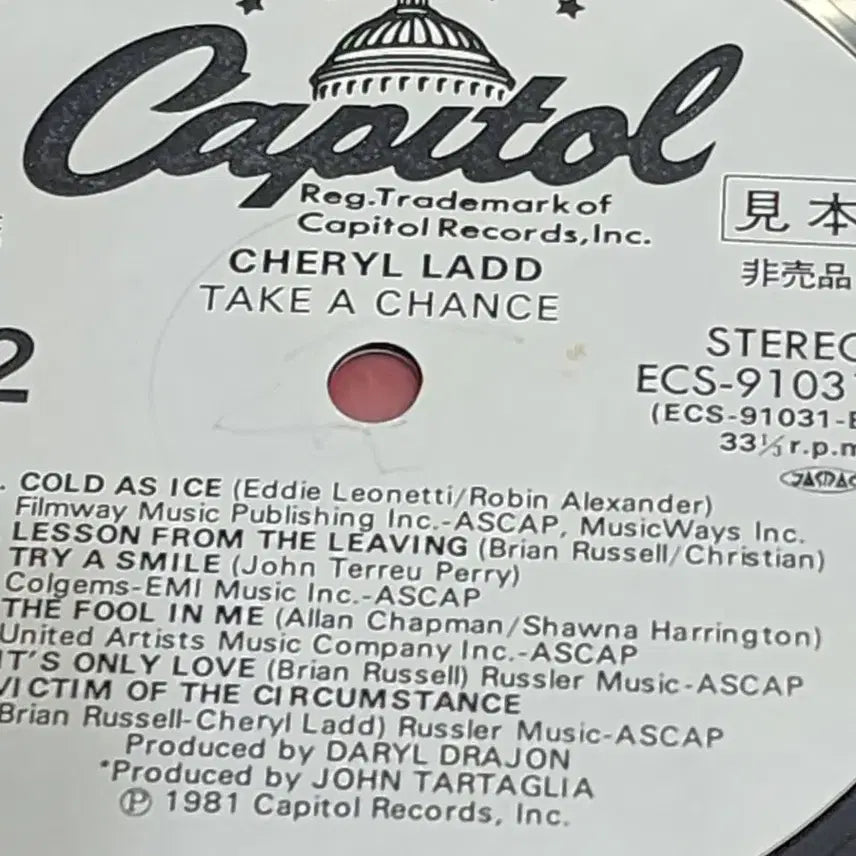 Capitol
Reg.Trademark of
Capitol Records,Inc.
見本
非売品
CHERYL LADD
TAKE A CHANCE
2
STEREO
ECS-91031
(ECS-91031-B
33⅓ r.p.m
JASRAC
. COLD AS ICE (Eddie Leonetti/Robin Alexander)
Filmway Music Publishing Inc.-ASCAP, MusicWays Inc.
LESSON FROM THE LEAVING (Brian Russell/Christian)
TRY A SMILE (John Terreu Perry)
Colgems-EMI Music Inc.-ASCAP
THE FOOL IN ME (Allan Chapman/Shawna Harrington)
United Artists Music Company Inc.-ASCAP
IT'S ONLY LOVE (Brian Russell) Russler Music-ASCAP
VICTIM OF THE CIRCUMSTANCE
Brian Russell-Cheryl Ladd) Russler Music-ASCAP
Produced by DARYL DRAJON
*Produced by JOHN TARTAGLIA
Ⓟ 1981 Capitol Records, Inc.